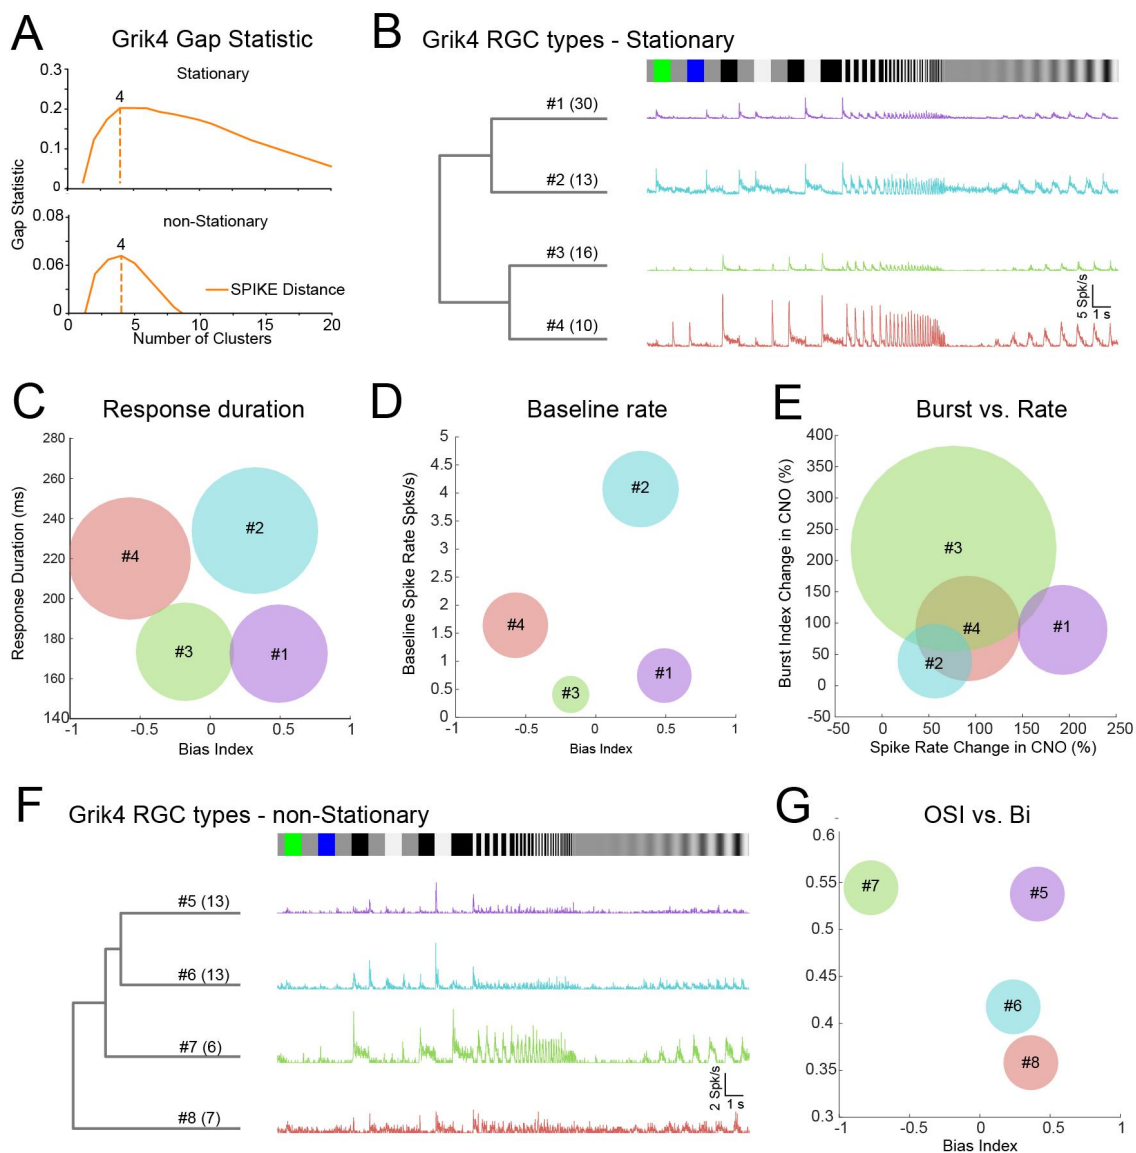 A
Grik4 Gap Statistic
Stationary
0.3
4
0.2
0.1
0
0 5 10 15 20
Gap Statistic
0.08
non-Stationary
4
0.06
SPIKE Distance
0
0 5 10 15 20
Number of Clusters
B
Grik4 RGC types - Stationary
#1 (30)
#2 (13)
#3 (16)
#4 (10)
5 Spk/s
1 s
C
Response duration
280
260
240
220
200
180
160
140
Response Duration (ms)
#2
#4
#3
#1
-1 -0.5 0 0.5 1
Bias Index
D
Baseline rate
5
4.5
4
3.5
3
2.5
2
1.5
1
0.5
0
Baseline Spike Rate Spks/s)
#2
#4
#1
#3
-1 -0.5 0 0.5 1
Bias Index
E
Burst vs. Rate
400
350
300
250
200
150
100
50
0
-50
Burst Index Change in CNO (%)
#3
#4
#1
#2
-50 0 50 100 150 200 250
Spike Rate Change in CNO (%)
F
Grik4 RGC types - non-Stationary
#5 (13)
#6 (13)
#7 (6)
#8 (7)
2 Spk/s
1 s
G
OSI vs. Bi
0.6
0.55
0.5
0.45
0.4
0.35
0.3
#7
#5
#6
#8
-1 -0.5 0 0.5 1
Bias Index